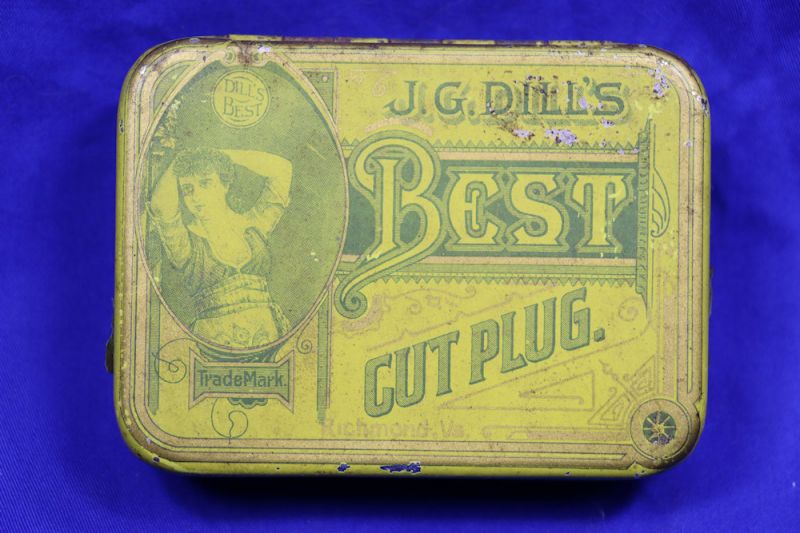 DILL'S
BEST
J.G. DILL'S
BEST
CUT PLUG.
TradeMark.
Richmond, Va.